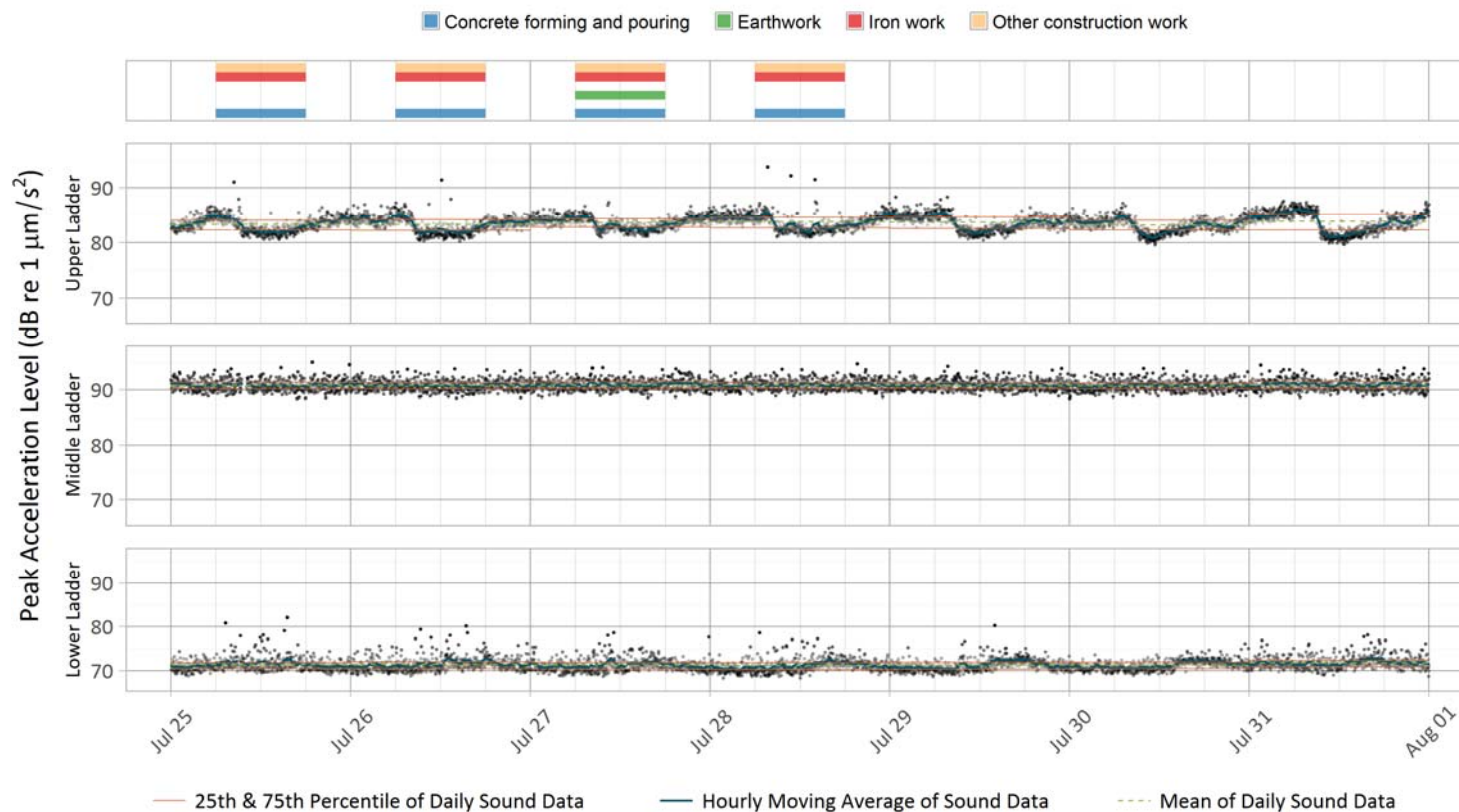 Concrete forming and pouring Earthwork Iron work Other construction work
Peak Acceleration Level (dB re 1 μm/s²)
Upper Ladder
90
80
70
Middle Ladder
90
80
70
Lower Ladder
90
80
70
Jul 25 Jul 26 Jul 27 Jul 28 Jul 29 Jul 30 Jul 31 Aug 01
25th & 75th Percentile of Daily Sound Data Hourly Moving Average of Sound Data Mean of Daily Sound Data